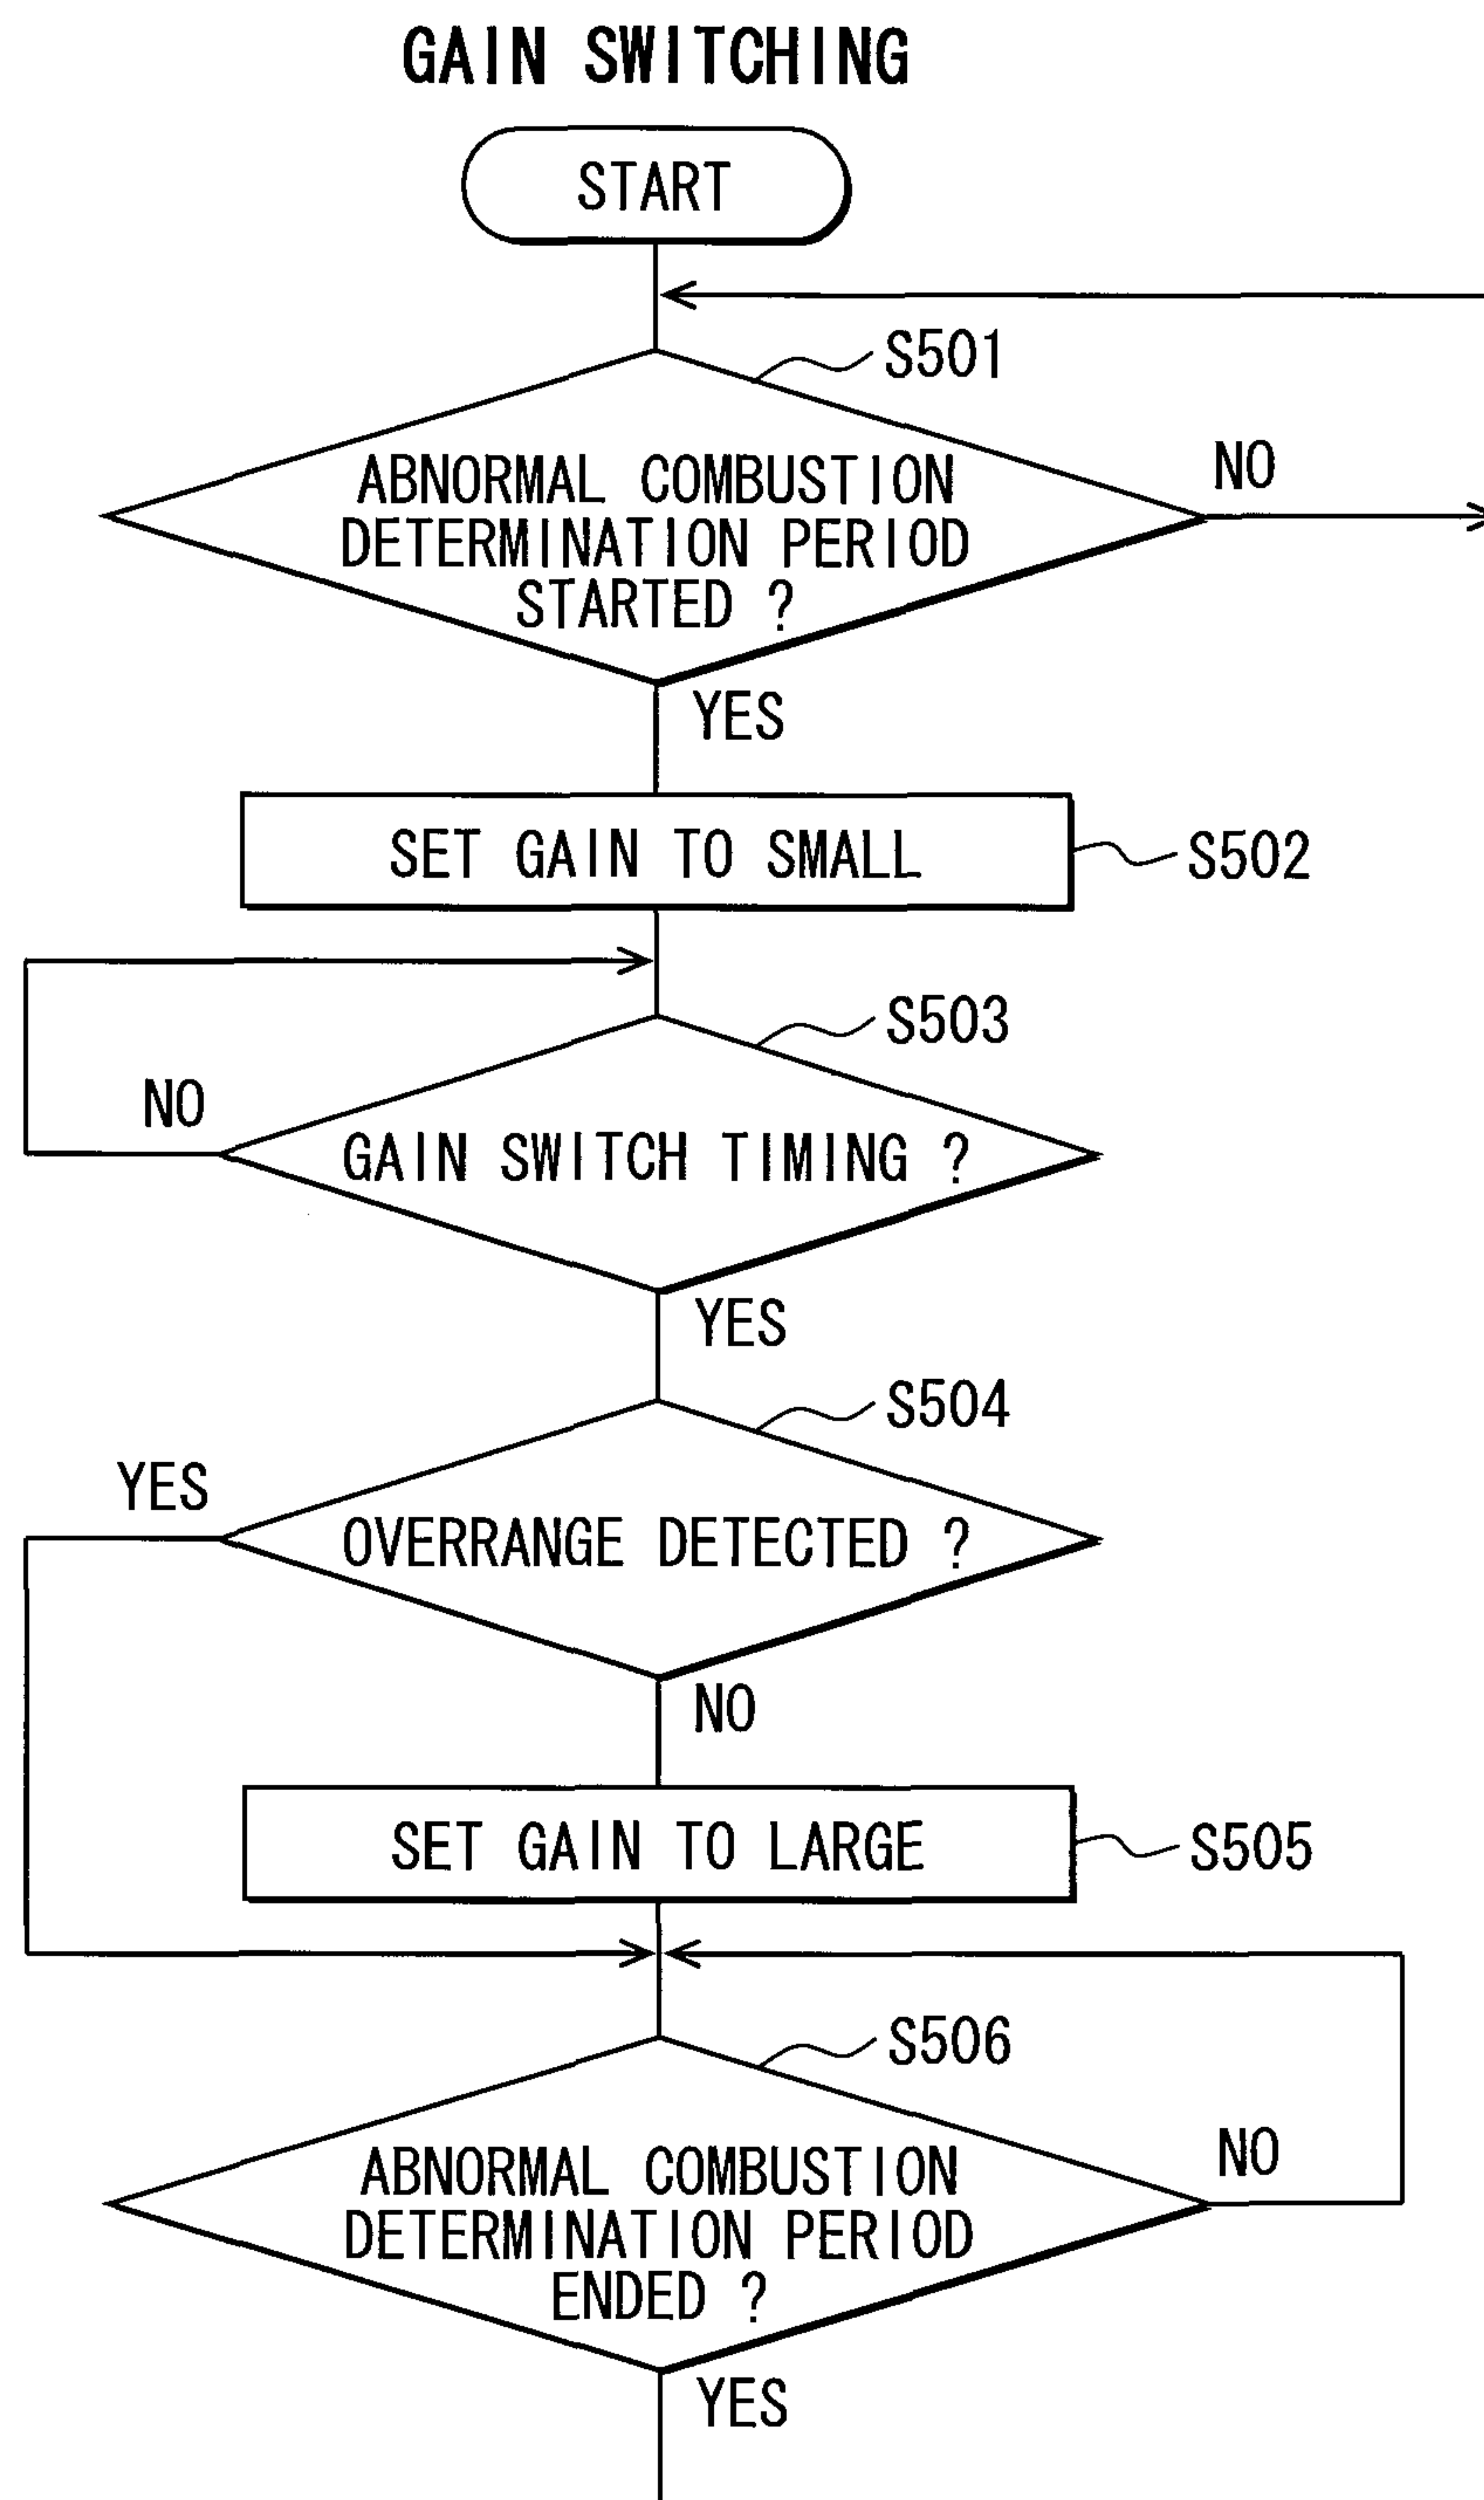 GAIN SWITCHING
START
S501
ABNORMAL COMBUSTION
DETERMINATION PERIOD
STARTED ?
NO
YES
SET GAIN TO SMALL
S502
S503
NO
GAIN SWITCH TIMING ?
YES
S504
YES
OVERRANGE DETECTED ?
NO
SET GAIN TO LARGE
S505
S506
ABNORMAL COMBUSTION
DETERMINATION PERIOD
ENDED ?
NO
YES